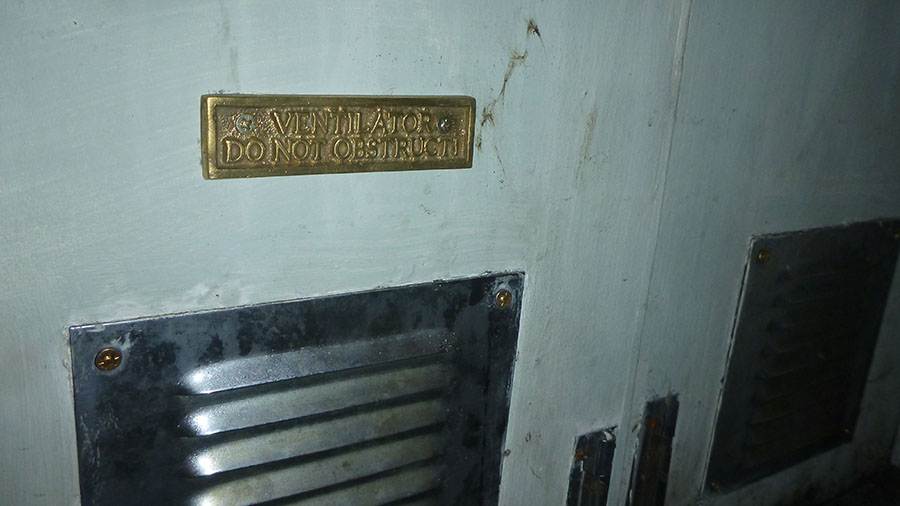 VENTILATOR
DO NOT OBSTRUCT!